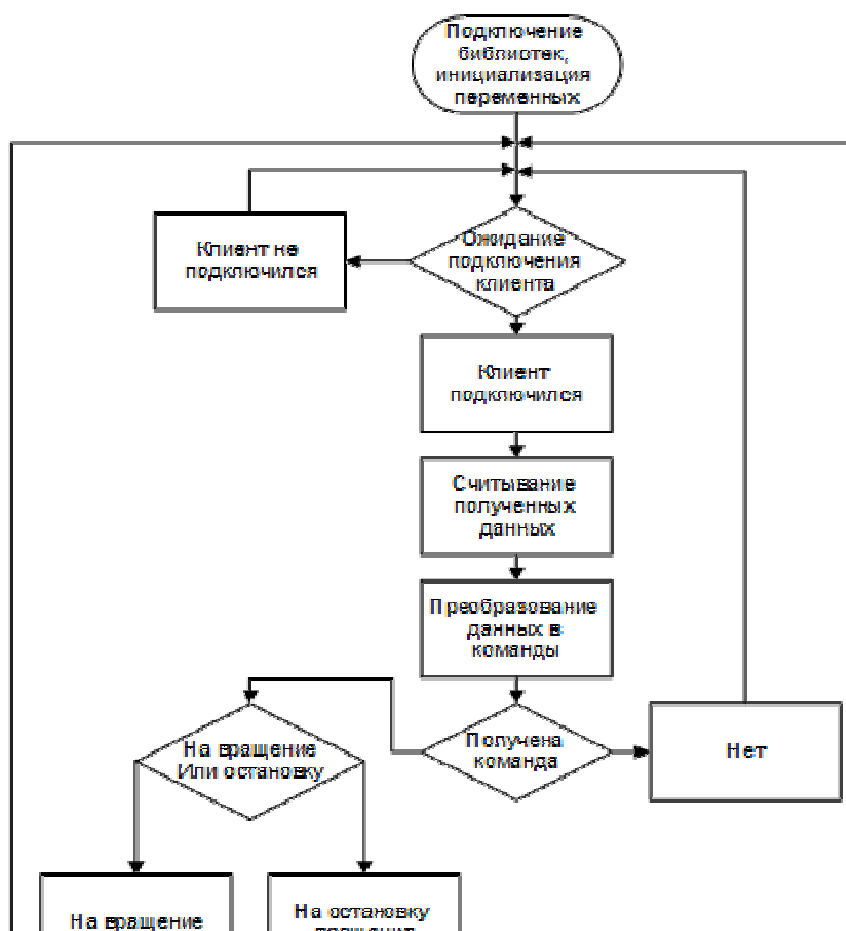 Подключение
библиотек,
инициализация
переменных
Ожидание
подключения
клиента
Клиент не
подключился
Клиент
подключился
Считывание
полученных
данных
Преобразование
данных в
команды
Получена
команда
Нет
На вращение
Или остановку
На вращение
На остановку